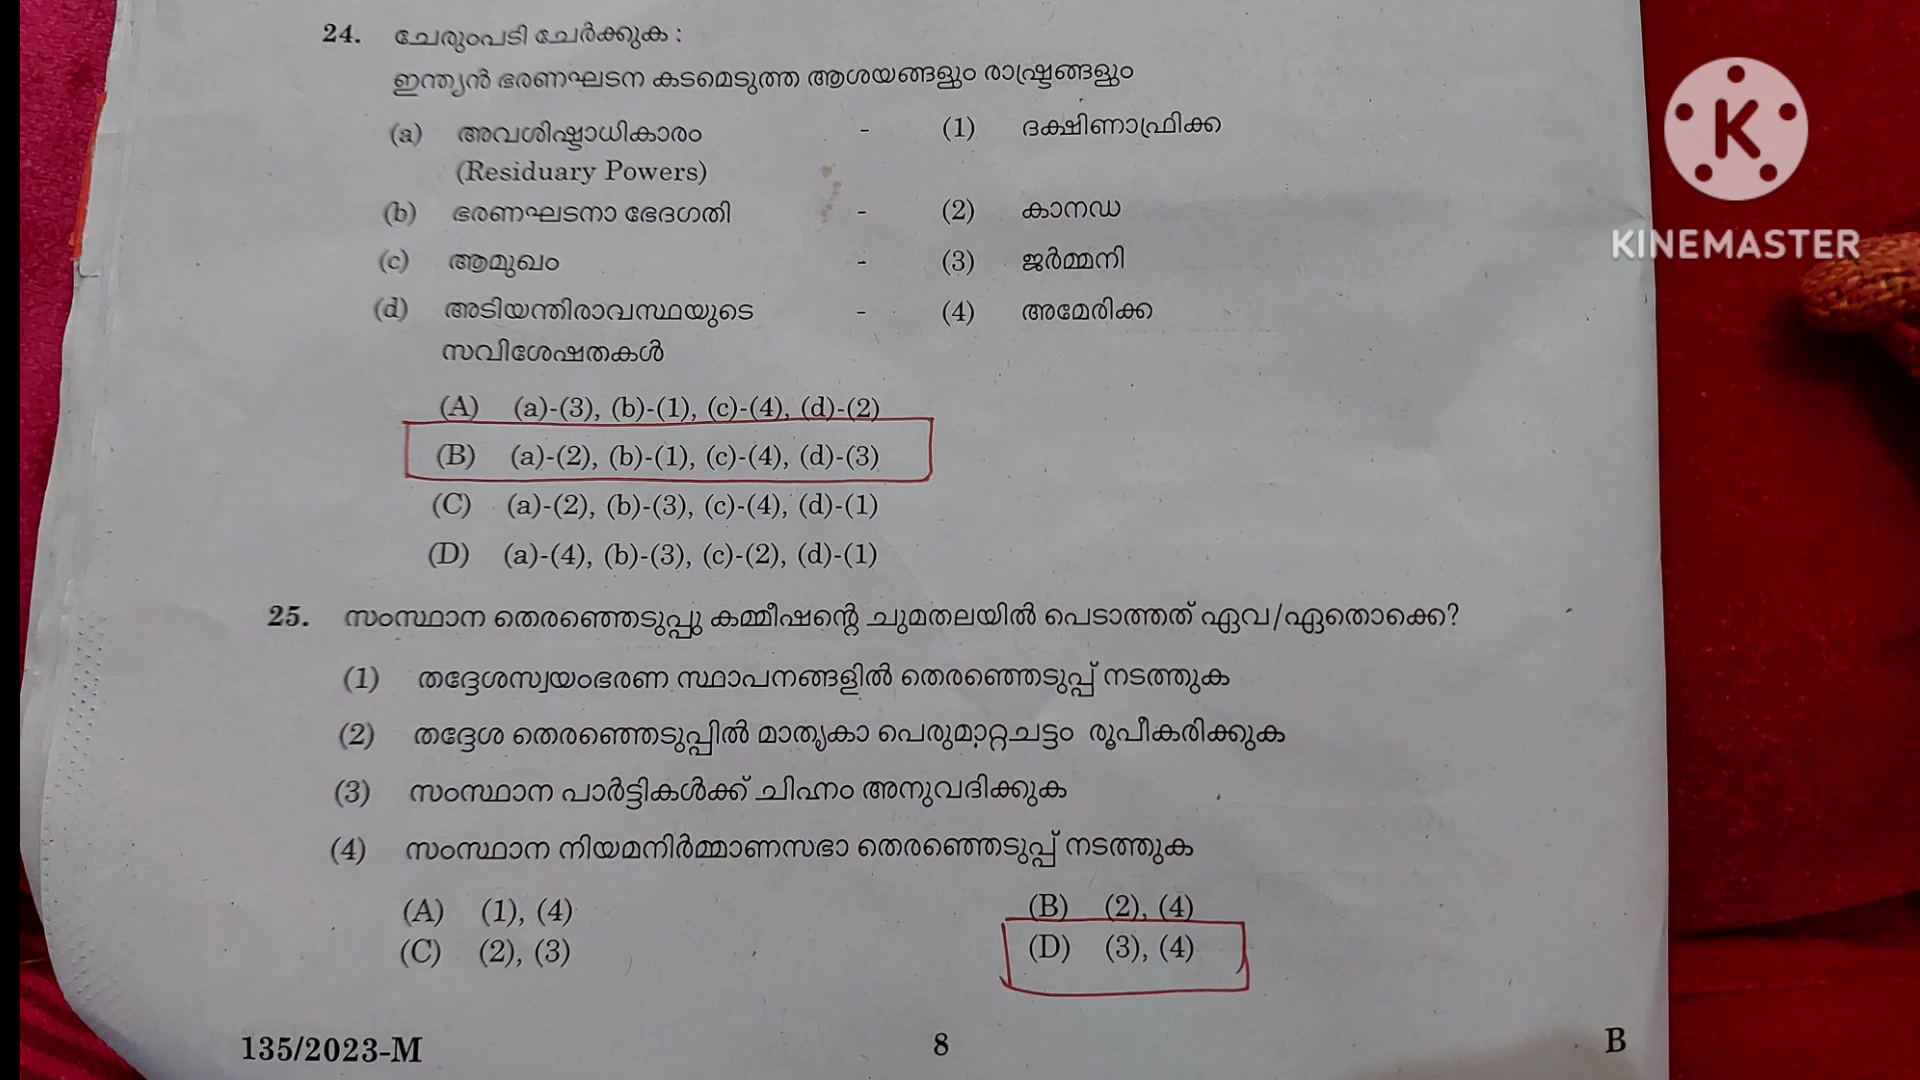 24. ചേരുംപടി ചേർക്കുക :
ഇന്ത്യൻ ഭരണഘടന കടമെടുത്ത ആശയങ്ങളും രാഷ്ട്രങ്ങളും
(a) അവശിഷ്ടാധികാരം - (1) ദക്ഷിണാഫ്രിക്ക
(Residuary Powers)
(b) ഭരണഘടനാ ഭേദഗതി - (2) കാനഡ
(c) ആമുഖം - (3) ജർമ്മനി
(d) അടിയന്തിരാവസ്ഥയുടെ - (4) അമേരിക്ക
സവിശേഷതകൾ
(A) (a)-(3), (b)-(1), (c)-(4), (d)-(2)
(B) (a)-(2), (b)-(1), (c)-(4), (d)-(3)
(C) (a)-(2), (b)-(3), (c)-(4), (d)-(1)
(D) (a)-(4), (b)-(3), (c)-(2), (d)-(1)
25. സംസ്ഥാന തെരഞ്ഞെടുപ്പു കമ്മീഷന്റെ ചുമതലയിൽ പെടാത്തത് ഏവ/ഏതൊക്കെ?
(1) തദ്ദേശസ്വയംഭരണ സ്ഥാപനങ്ങളിൽ തെരഞ്ഞെടുപ്പ് നടത്തുക
(2) തദ്ദേശ തെരഞ്ഞെടുപ്പിൽ മാതൃകാ പെരുമാറ്റചട്ടം രൂപീകരിക്കുക
(3) സംസ്ഥാന പാർട്ടികൾക്ക് ചിഹ്നം അനുവദിക്കുക
(4) സംസ്ഥാന നിയമനിർമ്മാണസഭാ തെരഞ്ഞെടുപ്പ് നടത്തുക
(A) (1), (4) (B) (2), (4)
(C) (2), (3) (D) (3), (4)
135/2023-M 8 B
K
KINEMASTER